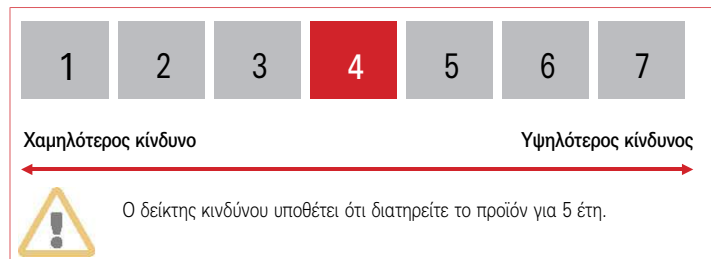 1 2 3 4 5 6 7
Χαμηλότερος κίνδυνο Υψηλότερος κίνδυνος
Ο δείκτης κινδύνου υποθέτει ότι διατηρείτε το προϊόν για 5 έτη.